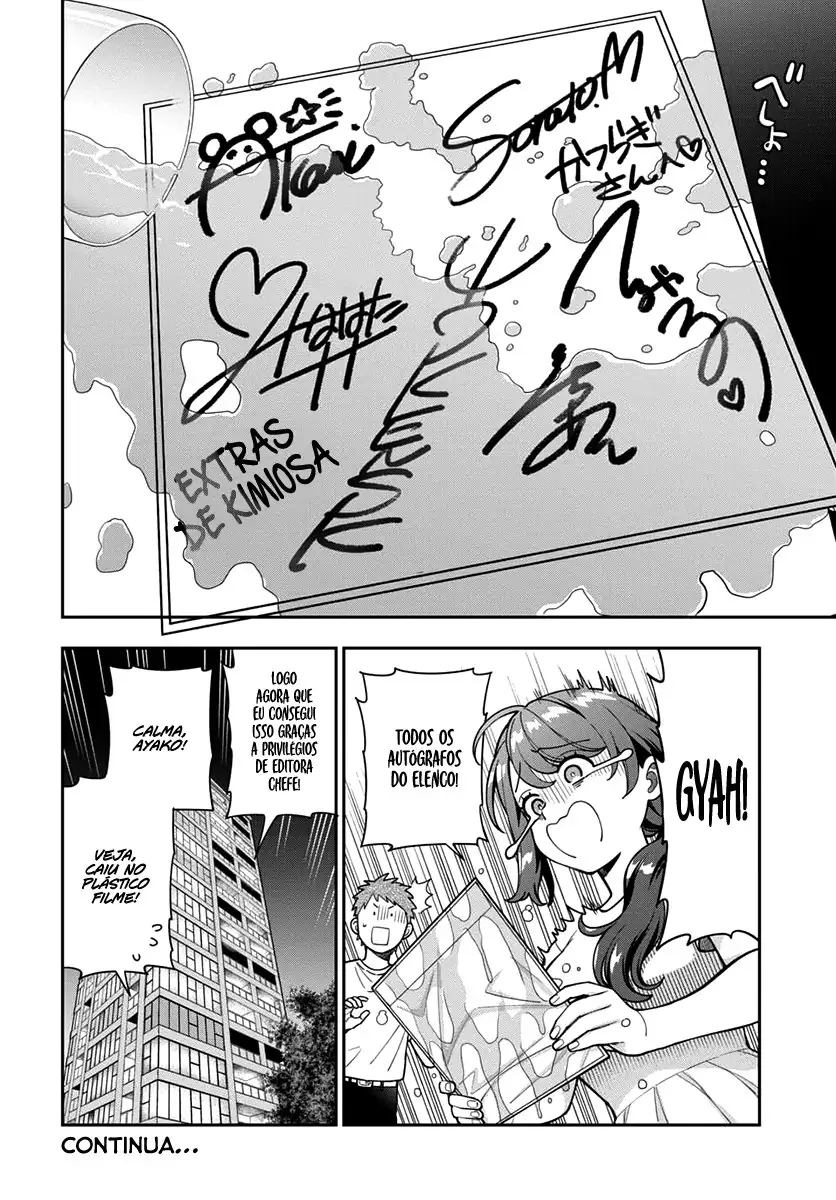 べしょ…
Akari
Sorato.M
かつらぎ
さんへ♡
EXTRAS
DE KIMIOSA
GYAH!
TODOS OS
AUTÓGRAFOS
DO ELENCO!
LOGO
AGORA QUE
EU CONSEGUI
ISSO GRAÇAS
A PRIVILÉGIOS
DE EDITORA
CHEFE!
CALMA,
AYAKO!
VEJA,
CAIU NO
PLÁSTICO
FILME!
CONTINUA...